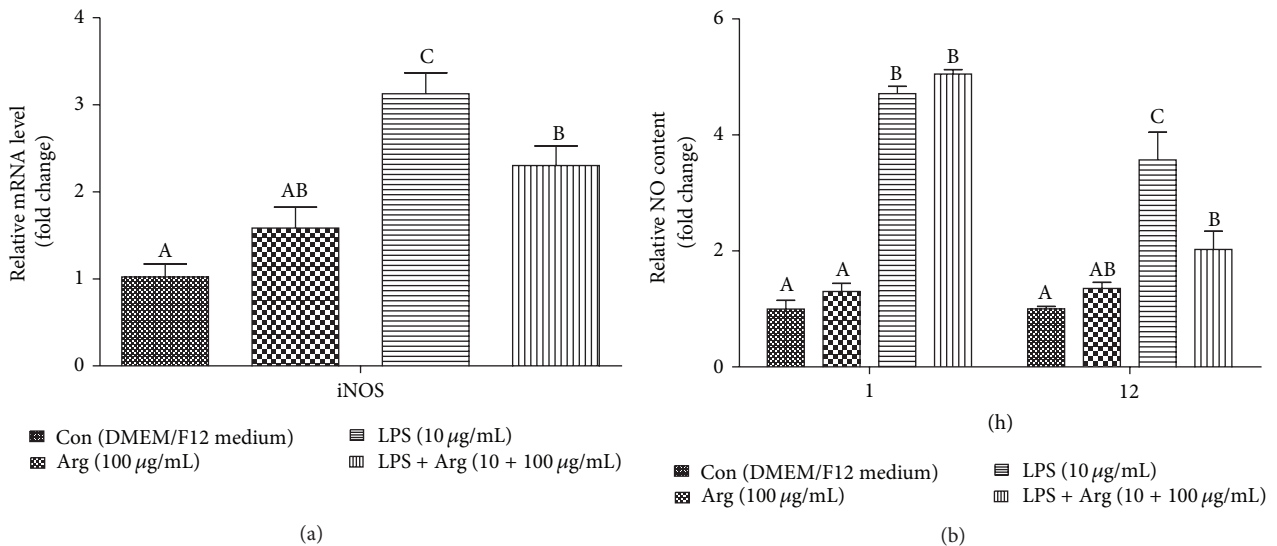 4
3
2
1
0
Relative mRNA level
(fold change)
A
AB
C
B
iNOS
Con (DMEM/F12 medium)
Arg (100 μg/mL)
LPS (10 μg/mL)
LPS + Arg (10 + 100 μg/mL)
(a)
6
4
2
0
Relative NO content
(fold change)
A
A
B
B
A
AB
C
B
1
12
(h)
Con (DMEM/F12 medium)
Arg (100 μg/mL)
LPS (10 μg/mL)
LPS + Arg (10 + 100 μg/mL)
(b)